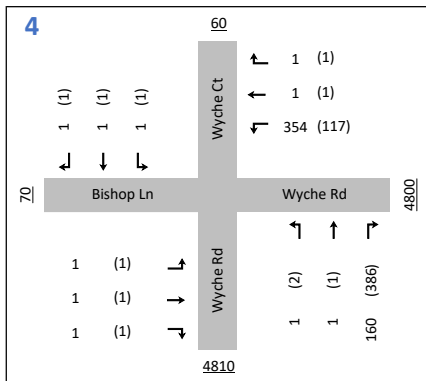 4
60
1 (1)
1 (1)
354 (117)
(1) (1) (1)
1 1 1
Wyche Ct
70
Bishop Ln
Wyche Rd
4800
1 (1)
1 (1)
1 (1)
Wyche Rd
(2) (1) (386)
1 1 160
4810